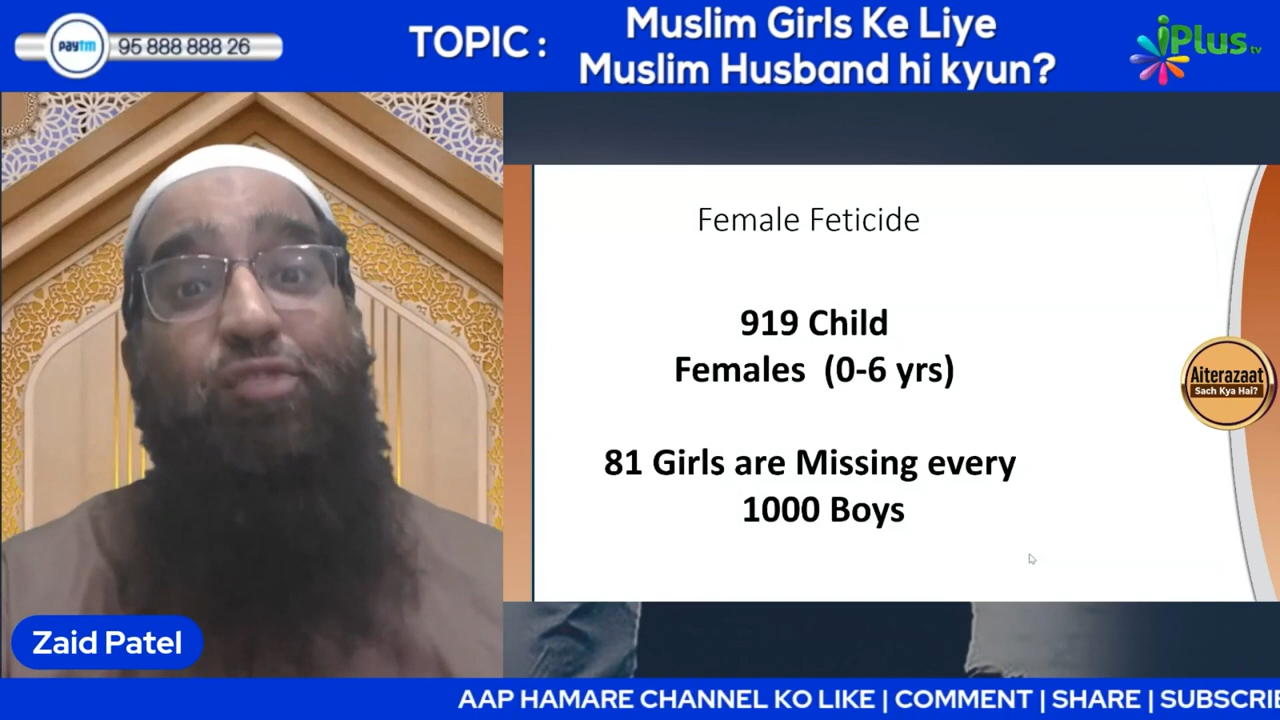 paytm
95 888 888 26
TOPIC :
Muslim Girls Ke Liye
Muslim Husband hi kyun?
iPlus tv
Female Feticide
919 Child
Females (0-6 yrs)
81 Girls are Missing every
1000 Boys
Aiterazaat
Sach Kya Hai?
Zaid Patel
AAP HAMARE CHANNEL KO LIKE | COMMENT | SHARE | SUBSCRIE